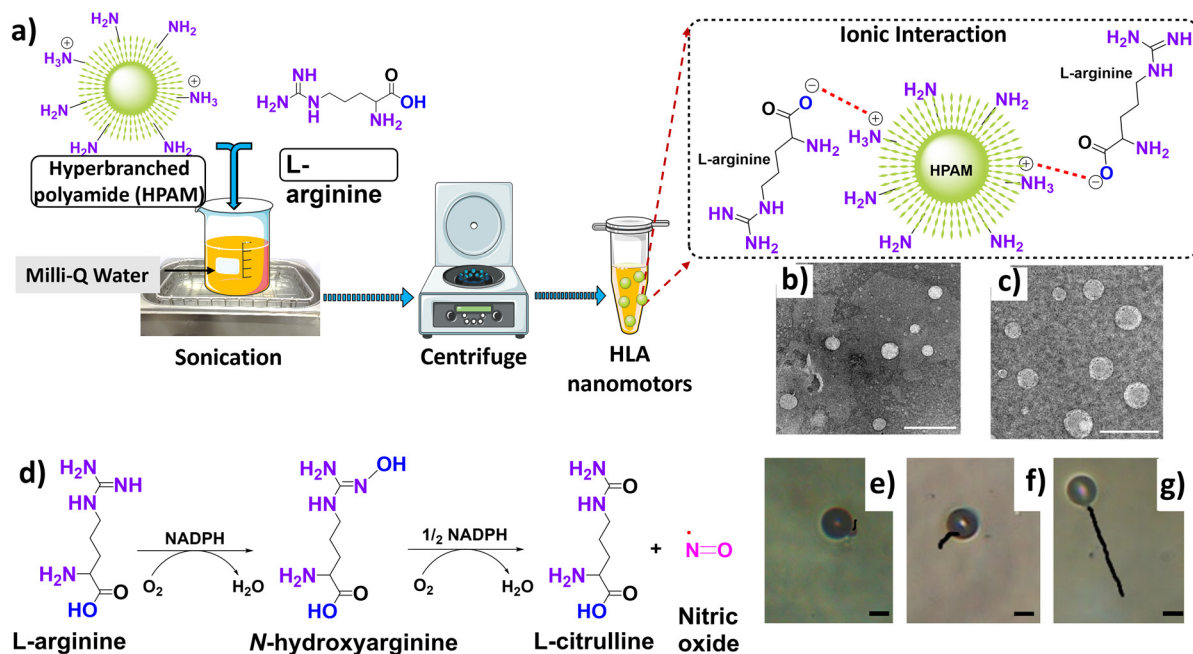 a)
NH₂
H₂N
⊕
H₃N
⊕
NH₃
H₂N
H₂N
H₂N
NH₂
Hyperbranched
polyamide (HPAM)
NH
H₂N
N
H
O
OH
NH₂
L-
arginine
Milli-Q Water
Sonication
Centrifuge
HLA
nanomotors
Ionic Interaction
L-arginine
O
O
⊖
NH₂
HN
HN
NH₂
⊕
H₃N
H₂N
NH₂
H₂N
H₂N
NH₂
⊕
NH₃
HPAM
NH
H₂N
NH
L-arginine
NH₂
O
O
⊖
b)
c)
d)
H₂N
NH
HN
H₂N
O
HO
L-arginine
NADPH
O₂
H₂O
H₂N
OH
N
HN
H₂N
O
HO
N-hydroxyarginine
1/2 NADPH
O₂
H₂O
H₂N
O
HN
H₂N
O
HO
L-citrulline
+
N=O
Nitric
oxide
e)
f)
g)